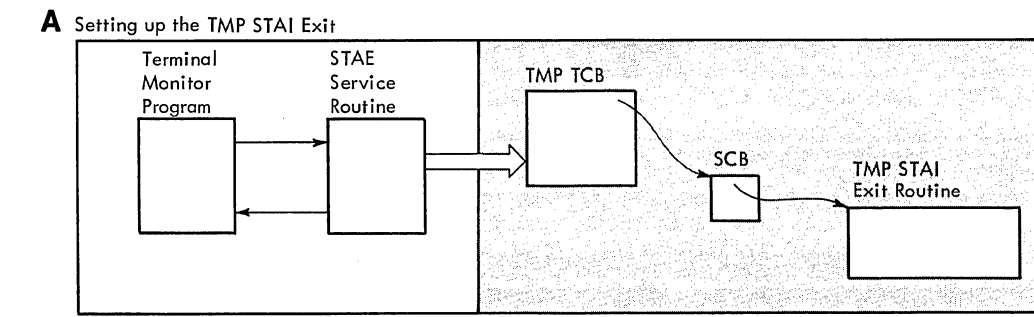 A Setting up the TMP STAI Exit
Terminal
Monitor
Program
STAE
Service
Routine
TMP TCB
SCB
TMP STAI
Exit Routine